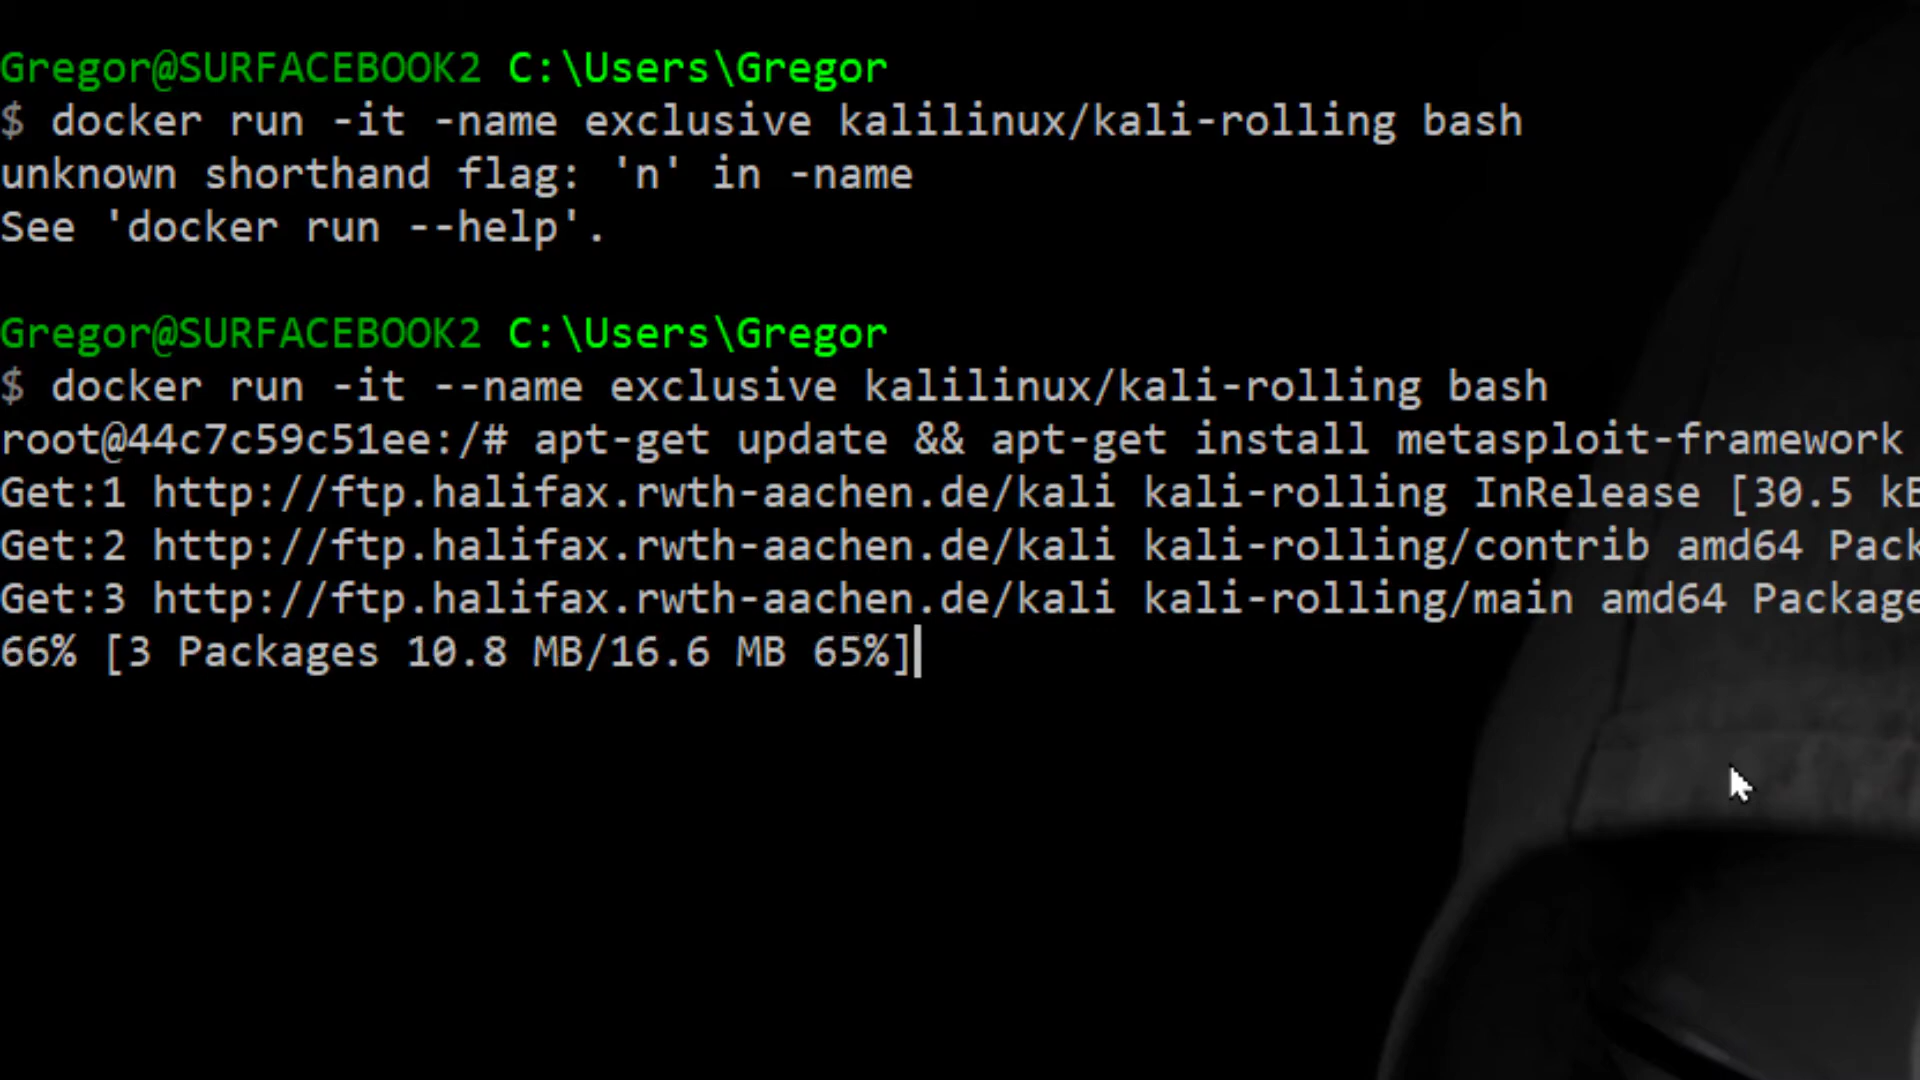 Gregor@SURFACEBOOK2 C:\Users\Gregor
$ docker run -it -name exclusive kalilinux/kali-rolling bash
unknown shorthand flag: 'n' in -name
See 'docker run --help'.
Gregor@SURFACEBOOK2 C:\Users\Gregor
$ docker run -it --name exclusive kalilinux/kali-rolling bash
root@44c7c59c51ee:/# apt-get update && apt-get install metasploit-framework
Get:1 http://ftp.halifax.rwth-aachen.de/kali kali-rolling InRelease [30.5 kB
Get:2 http://ftp.halifax.rwth-aachen.de/kali kali-rolling/contrib amd64 Pack
Get:3 http://ftp.halifax.rwth-aachen.de/kali kali-rolling/main amd64 Package
66% [3 Packages 10.8 MB/16.6 MB 65%]